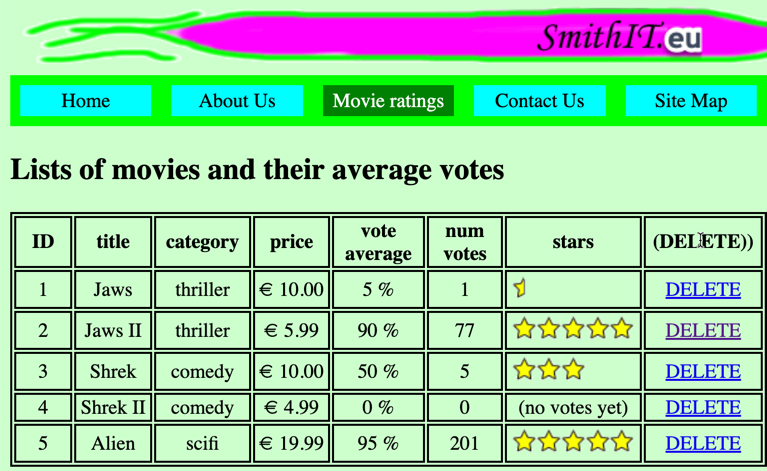 SmithIT.eu
Home About Us Movie ratings Contact Us Site Map
Lists of movies and their average votes
ID title category price vote average num votes stars (DELETE))
1 Jaws thriller € 10.00 5 % 1 DELETE
2 Jaws II thriller € 5.99 90 % 77 DELETE
3 Shrek comedy € 10.00 50 % 5 DELETE
4 Shrek II comedy € 4.99 0 % 0 (no votes yet) DELETE
5 Alien scifi € 19.99 95 % 201 DELETE